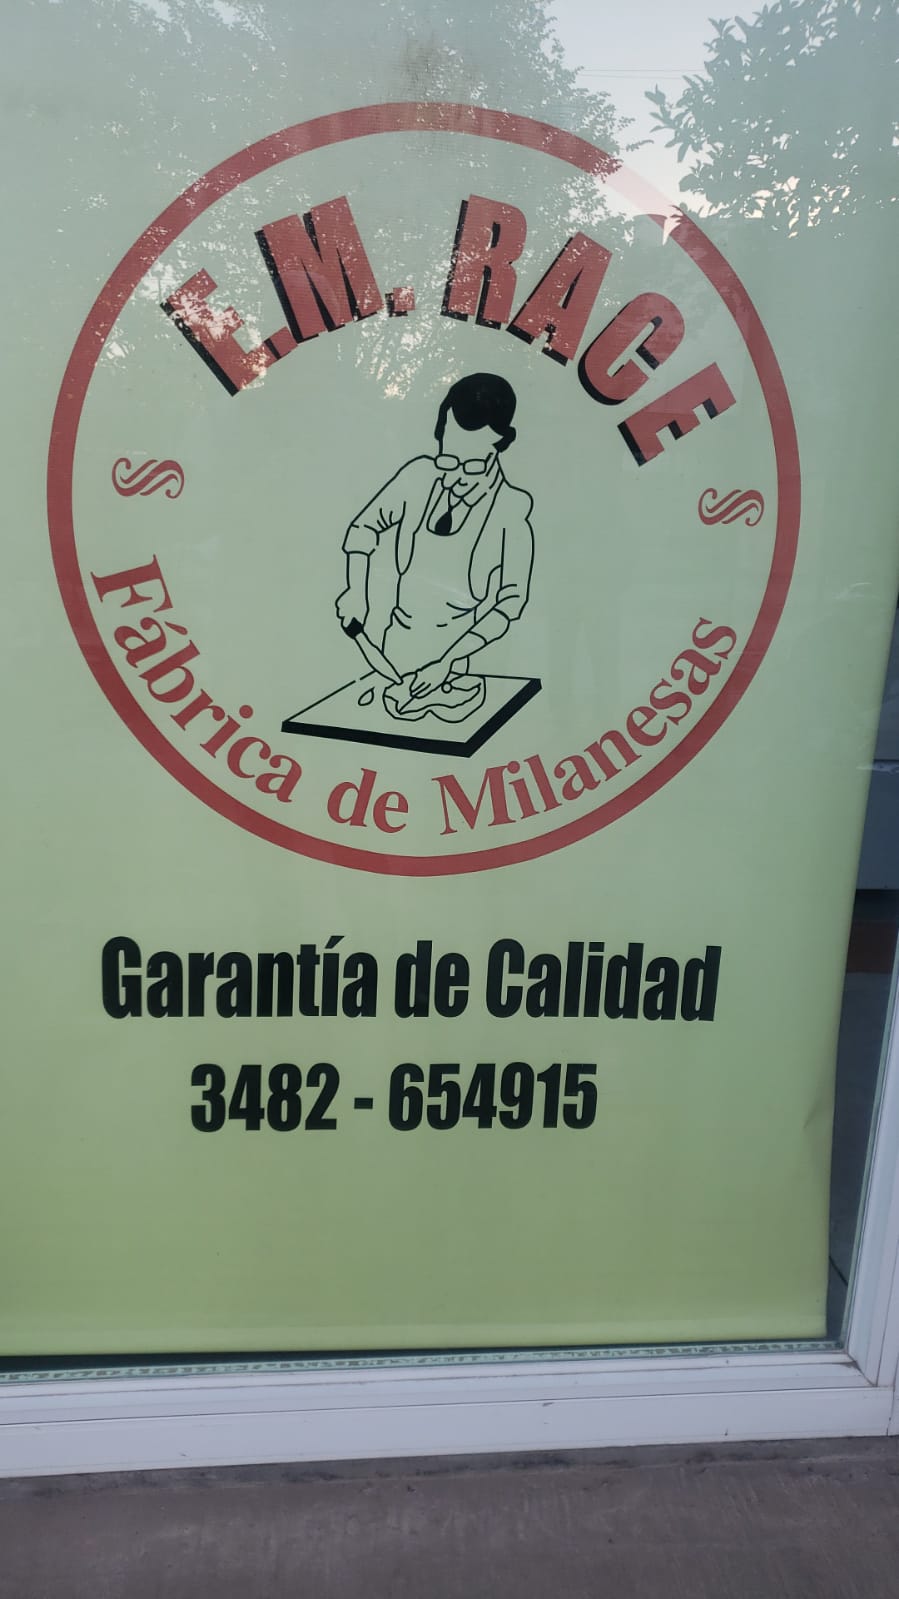 E.M. RACE
Fábrica de Milanesas
Garantía de Calidad
3482 - 654915